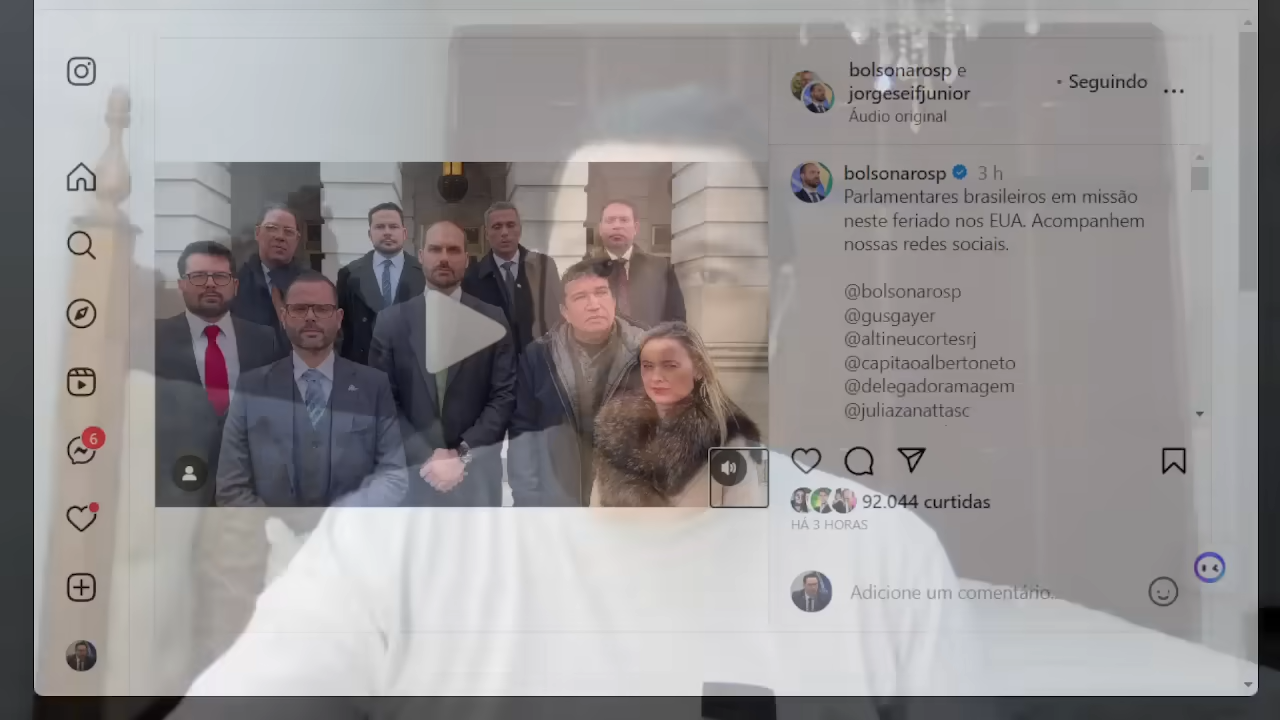 bolsonarosp e
jorgeseifjunior
• Seguindo
Áudio original
bolsonarosp 3 h
Parlamentares brasileiros em missão
neste feriado nos EUA. Acompanhem
nossas redes sociais.
@bolsonarosp
@gusgayer
@altineucortesrj
@capitaoalbertoneto
@delegadoramagem
@juliazanattasc
6
92.044 curtidas
HÁ 3 HORAS
Adicione um comentário...